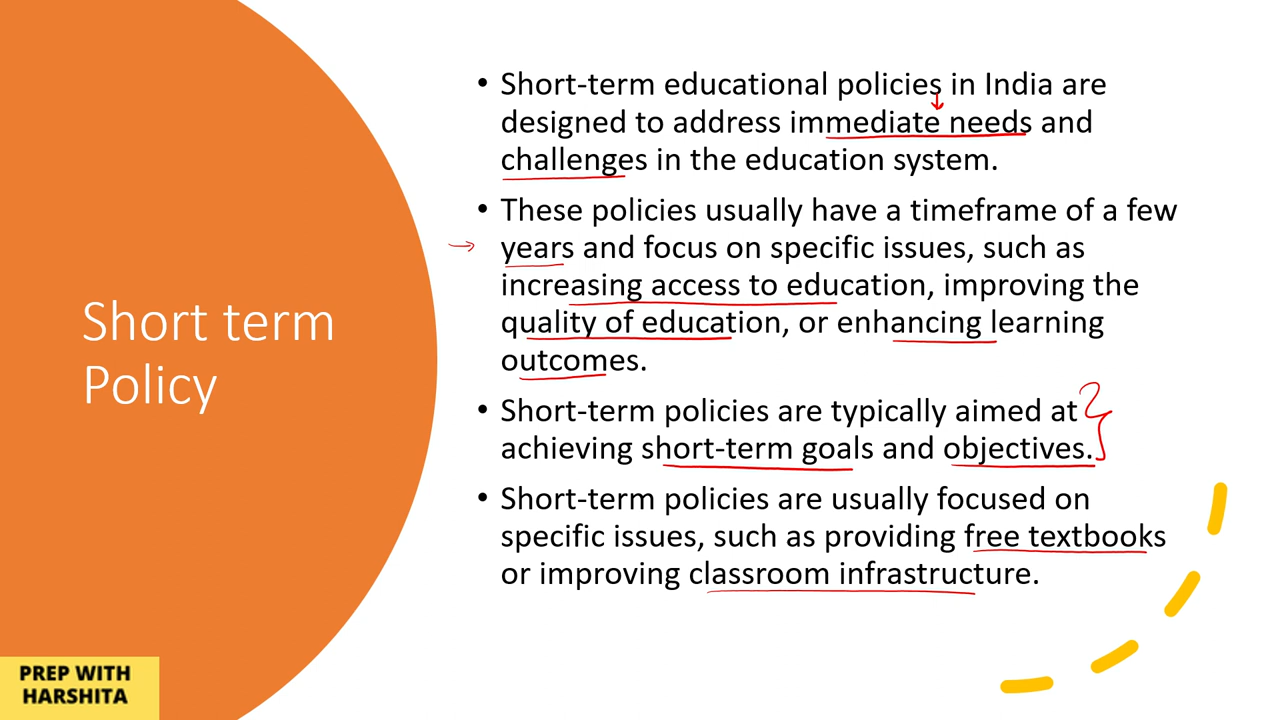 Short term
Policy
• Short-term educational policies in India are
designed to address immediate needs and
challenges in the education system.
• These policies usually have a timeframe of a few
years and focus on specific issues, such as
increasing access to education, improving the
quality of education, or enhancing learning
outcomes.
• Short-term policies are typically aimed at
achieving short-term goals and objectives.
• Short-term policies are usually focused on
specific issues, such as providing free textbooks
or improving classroom infrastructure.
PREP WITH
HARSHITA